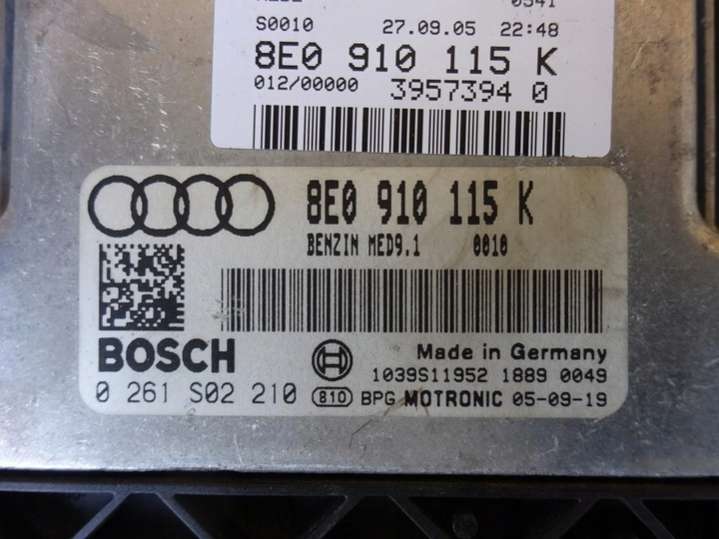 0541
S0010 27.09.05 22:48
8E0 910 115 K
012/00000 3957394 0
8E0 910 115 K
BENZIN MED9.1 0010
BOSCH
Made in Germany
1039S11952 1889 0049
0 261 S02 210 810 BPG MOTRONIC 05-09-19